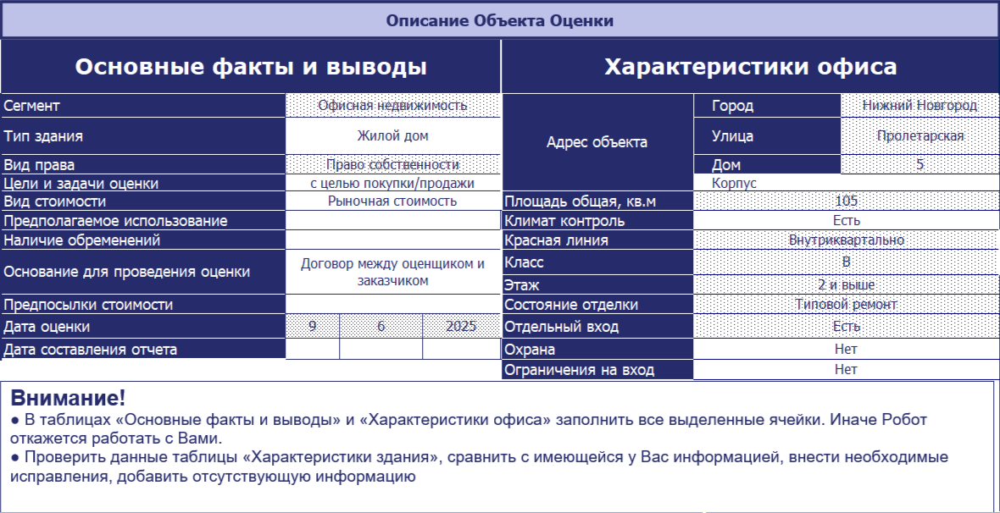 Описание Объекта Оценки
Основные факты и выводы
Сегмент Офисная недвижимость
Тип здания Жилой дом
Вид права Право собственности
Цели и задачи оценки с целью покупки/продажи
Вид стоимости Рыночная стоимость
Предполагаемое использование
Наличие обременений
Основание для проведения оценки Договор между оценщиком и
заказчиком
Предпосылки стоимости
Дата оценки 9 6 2025
Дата составления отчета
Характеристики офиса
Адрес объекта
Город Нижний Новгород
Улица Пролетарская
Дом 5
Корпус
Площадь общая, кв.м 105
Климат контроль Есть
Красная линия Внутриквартально
Класс B
Этаж 2 и выше
Состояние отделки Типовой ремонт
Отдельный вход Есть
Охрана Нет
Ограничения на вход Нет
Внимание!
● В таблицах «Основные факты и выводы» и «Характеристики офиса» заполнить все выделенные ячейки. Иначе Робот
откажется работать с Вами.
● Проверить данные таблицы «Характеристики здания», сравнить с имеющейся у Вас информацией, внести необходимые
исправления, добавить отсутствующую информацию